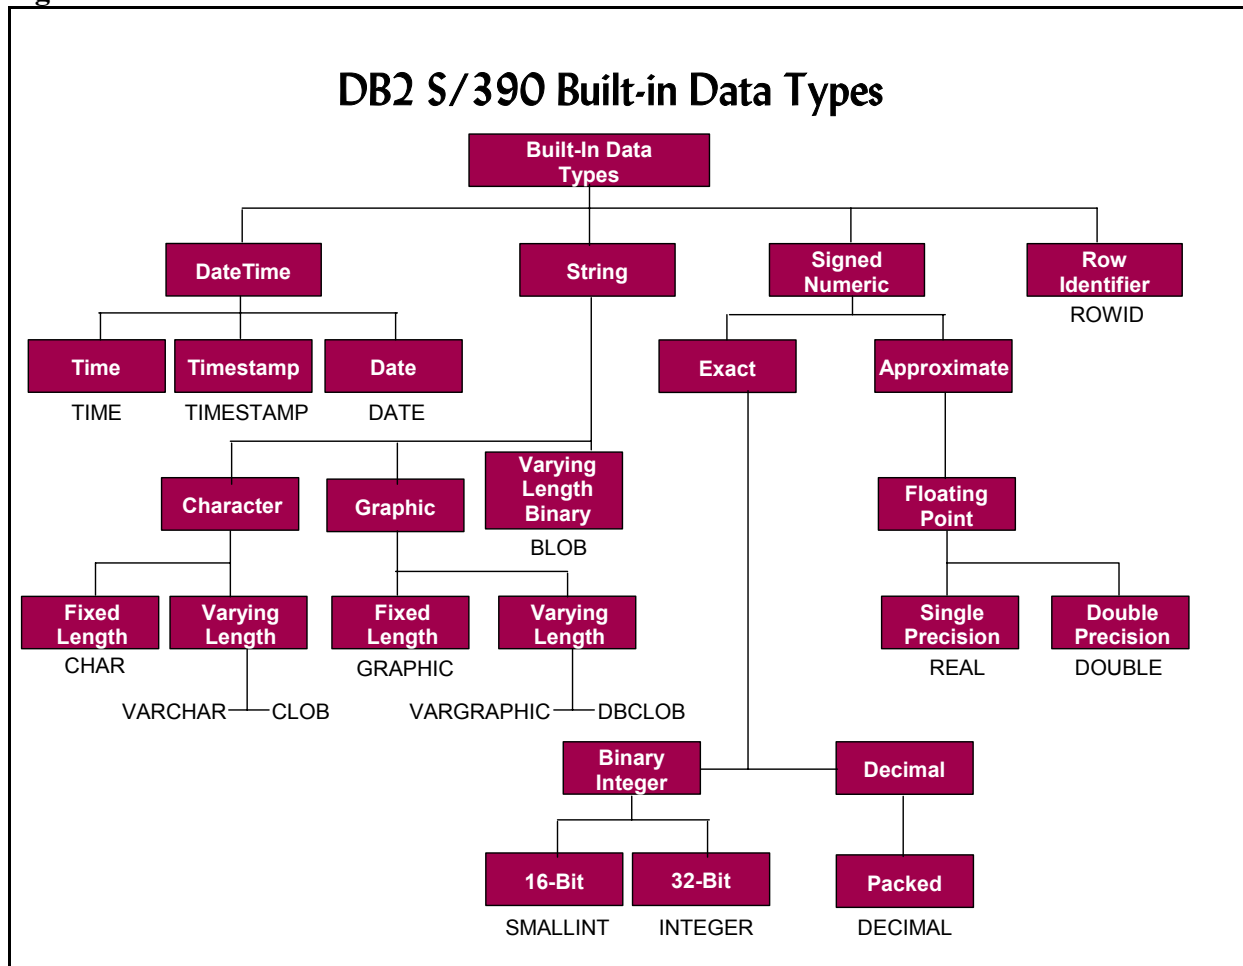 DB2 S/390 Built-in Data Types
Built-In Data
Types
DateTime
String
Signed
Numeric
Row
Identifier
ROWID
Time
Timestamp
Date
Exact
Approximate
TIME
TIMESTAMP
DATE
Character
Graphic
Varying
Length
Binary
BLOB
Floating
Point
Fixed
Length
CHAR
Varying
Length
Fixed
Length
GRAPHIC
Varying
Length
Single
Precision
REAL
Double
Precision
DOUBLE
VARCHAR
CLOB
VARGRAPHIC
DBCLOB
Binary
Integer
Decimal
16-Bit
32-Bit
Packed
SMALLINT
INTEGER
DECIMAL